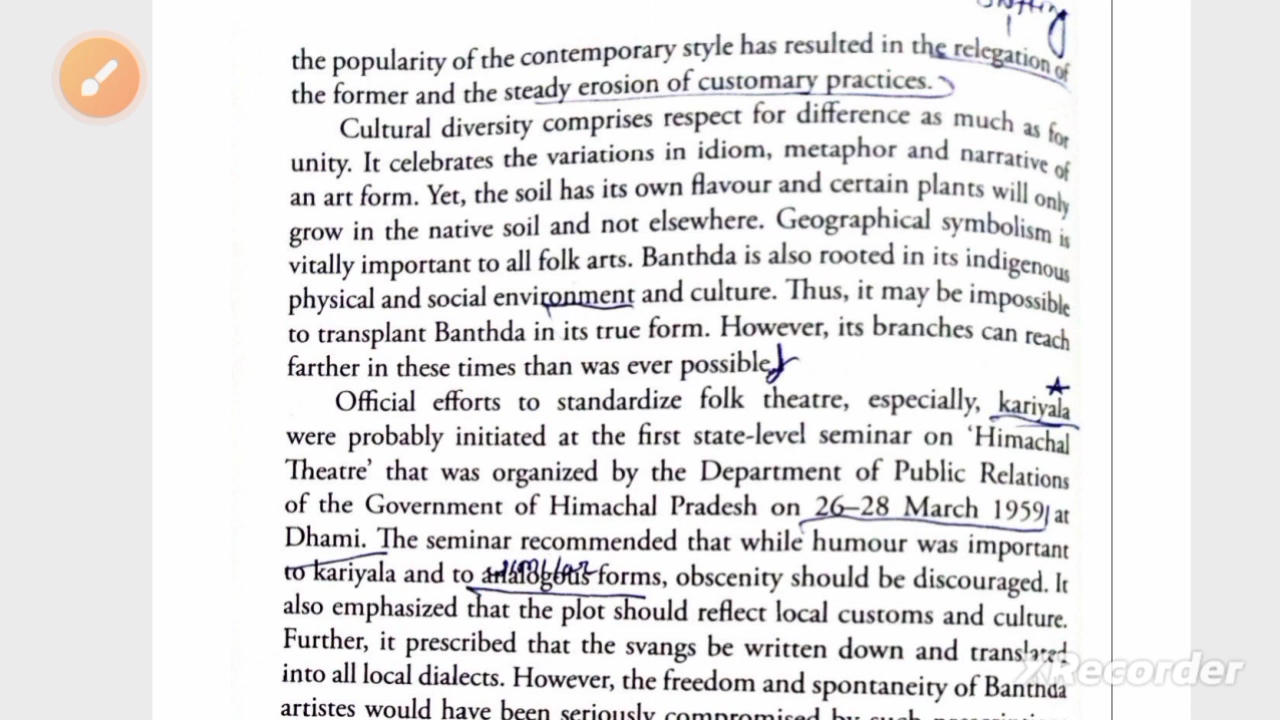 shifting
the popularity of the contemporary style has resulted in the relegation of
the former and the steady erosion of customary practices.
Cultural diversity comprises respect for difference as much as for
unity. It celebrates the variations in idiom, metaphor and narrative of
an art form. Yet, the soil has its own flavour and certain plants will only
grow in the native soil and not elsewhere. Geographical symbolism is
vitally important to all folk arts. Banthda is also rooted in its indigenous
physical and social environment and culture. Thus, it may be impossible
to transplant Banthda in its true form. However, its branches can reach
farther in these times than was ever possible.
Official efforts to standardize folk theatre, especially, kariyala
were probably initiated at the first state-level seminar on ‘Himachal
Theatre’ that was organized by the Department of Public Relations
of the Government of Himachal Pradesh on 26–28 March 1959 at
Dhami. The seminar recommended that while humour was important
similar
to kariyala and to analogous forms, obscenity should be discouraged. It
also emphasized that the plot should reflect local customs and culture.
Further, it prescribed that the svangs be written down and translated
into all local dialects. However, the freedom and spontaneity of Banthda
artistes would have been seriously compromised by such
XRecorder